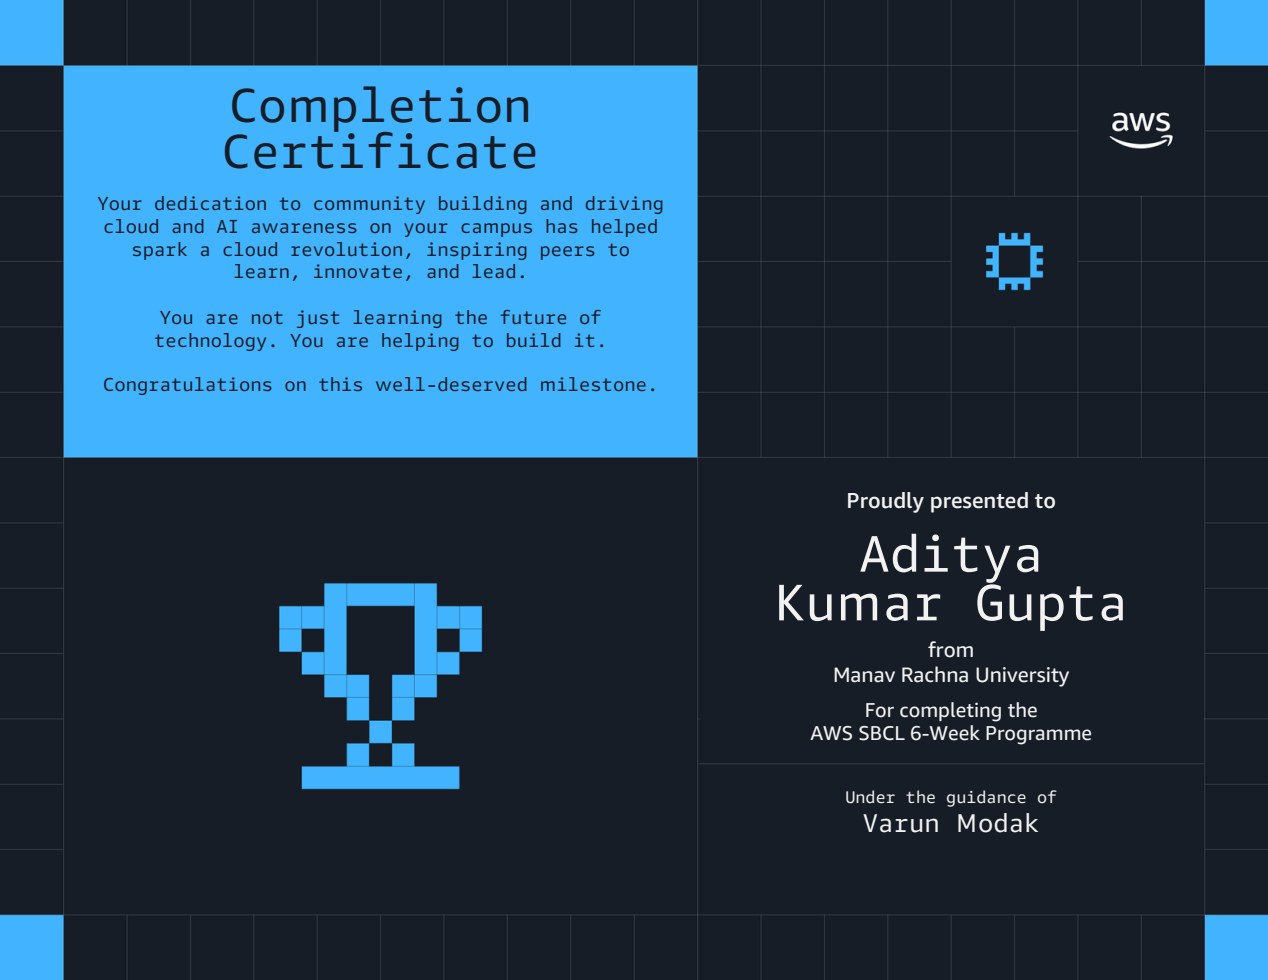 Completion
Certificate
Your dedication to community building and driving
cloud and AI awareness on your campus has helped
spark a cloud revolution, inspiring peers to
learn, innovate, and lead.
You are not just learning the future of
technology. You are helping to build it.
Congratulations on this well-deserved milestone.
aws
Proudly presented to
Aditya
Kumar Gupta
from
Manav Rachna University
For completing the
AWS SBCL 6-Week Programme
Under the guidance of
Varun Modak